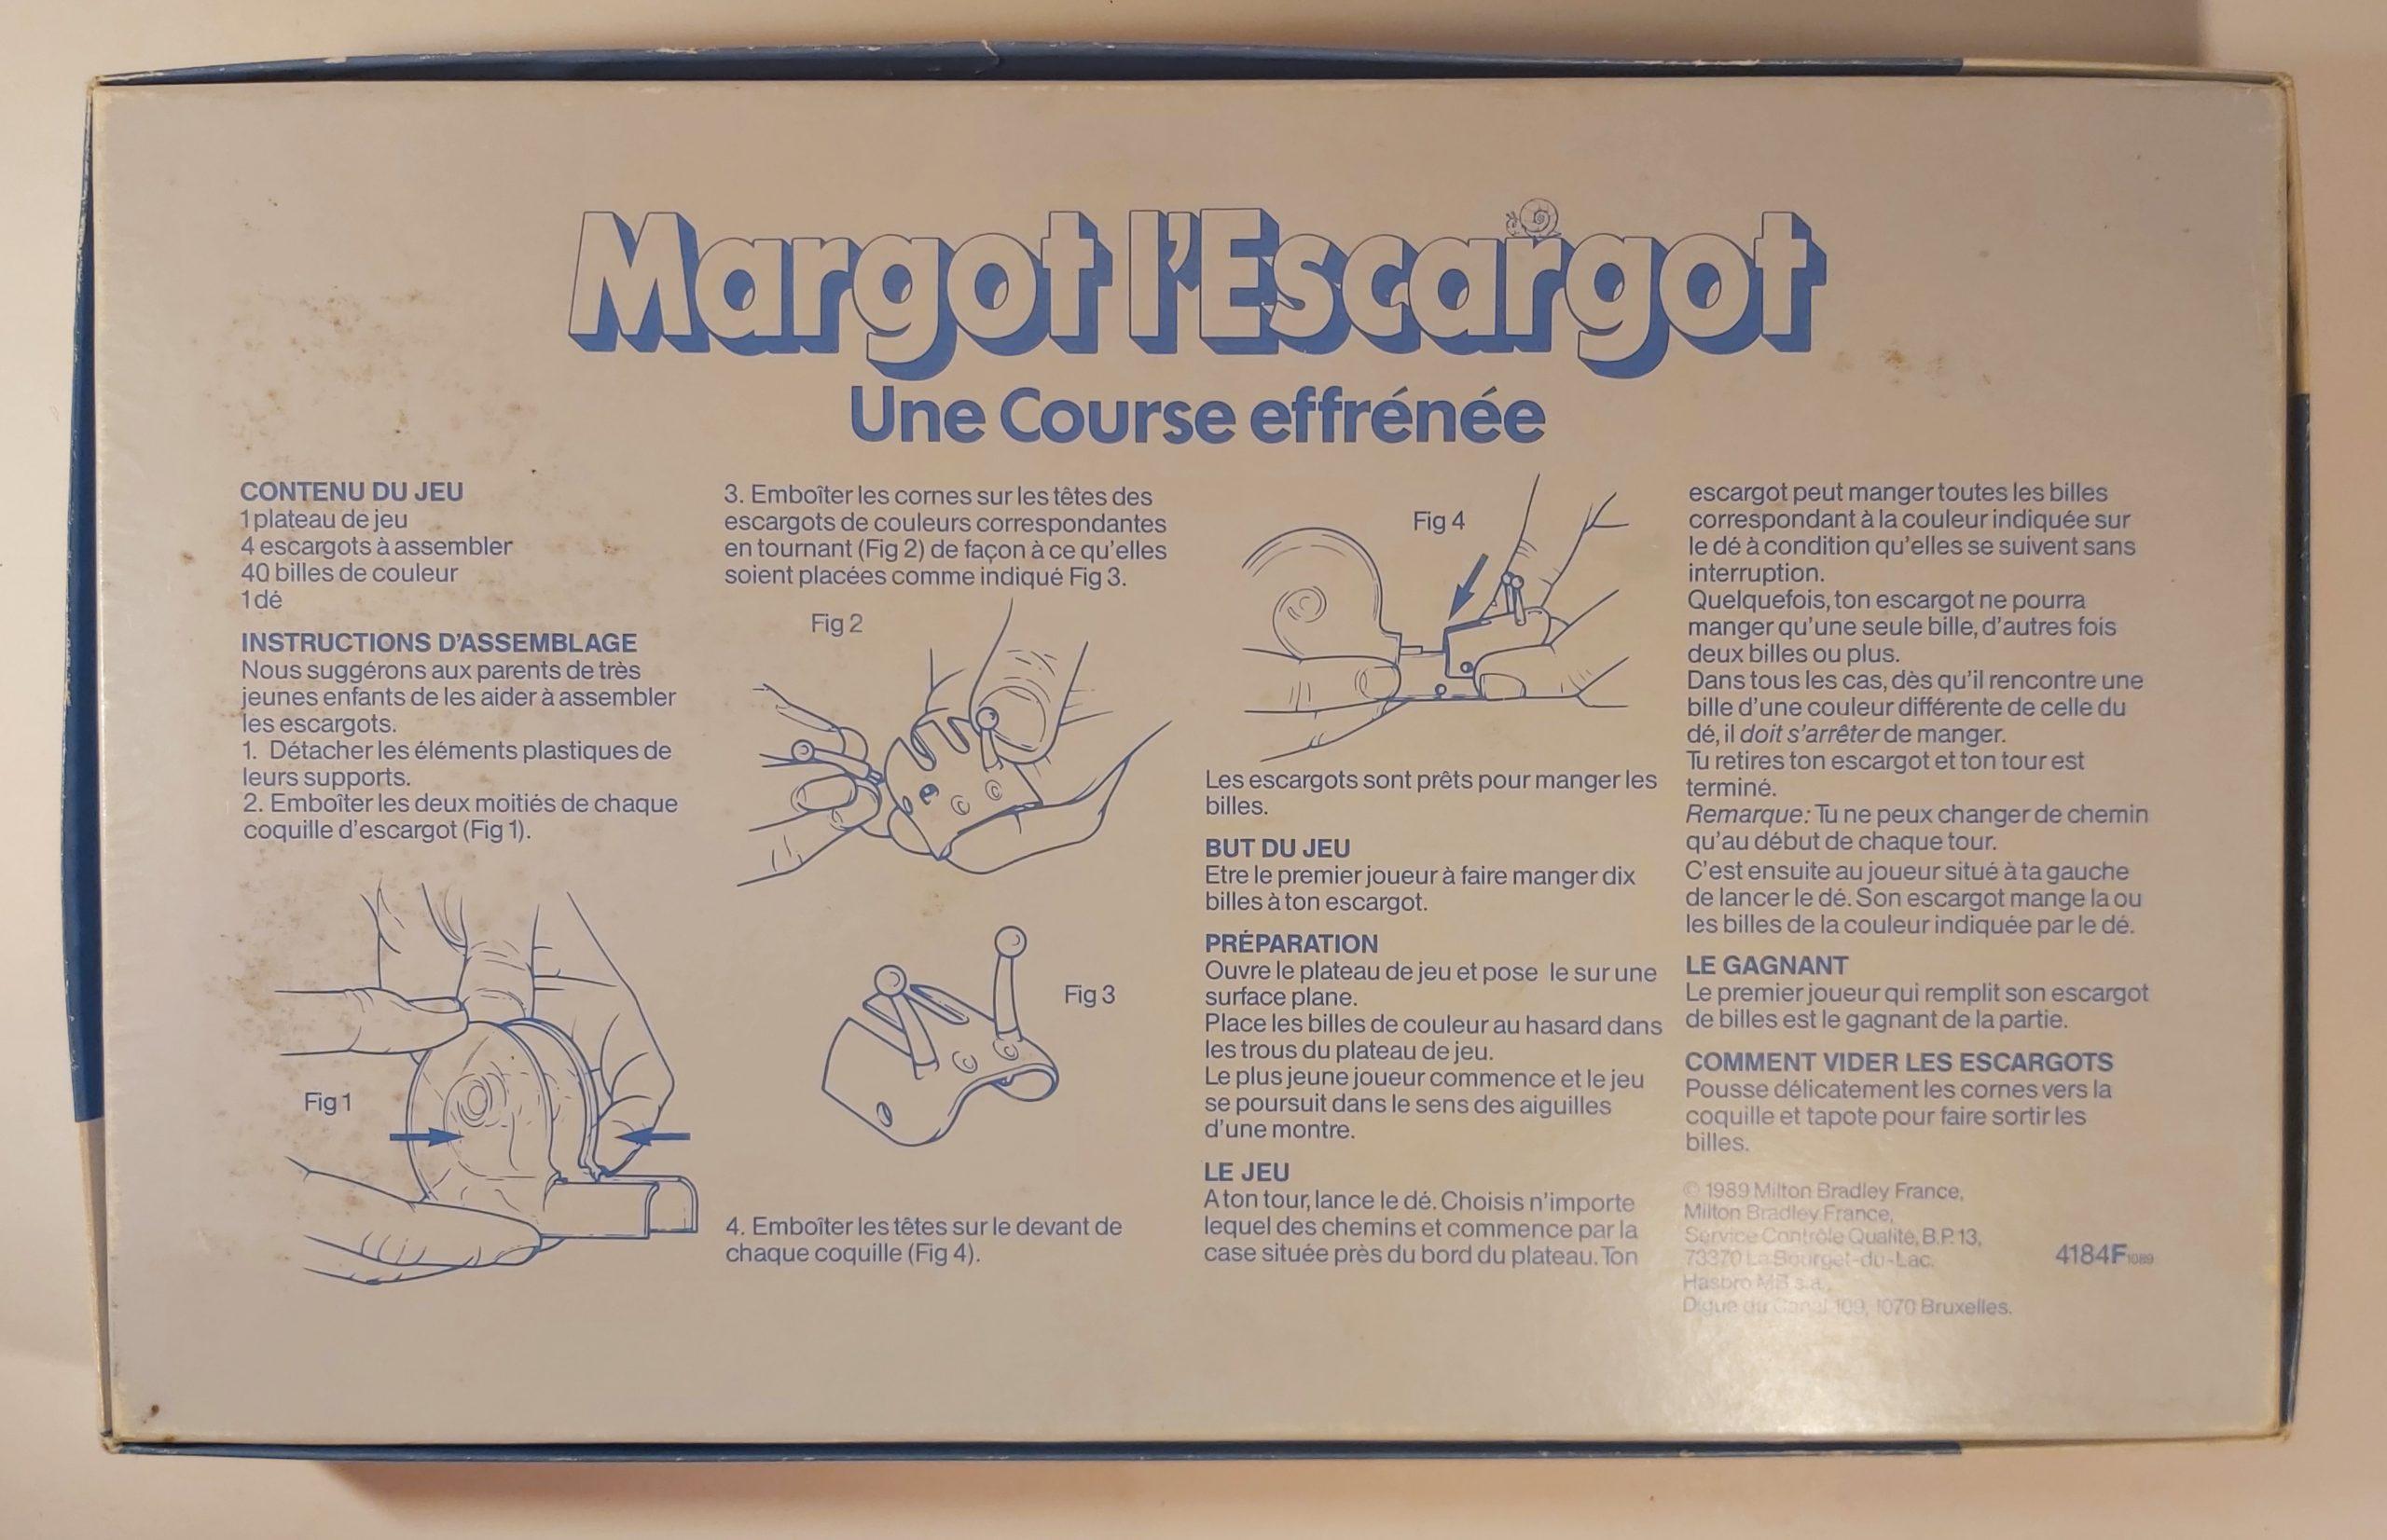 Margot l'Escargot
Une Course effrénée
CONTENU DU JEU
1 plateau de jeu
4 escargots à assembler
40 billes de couleur
1 dé
INSTRUCTIONS D'ASSEMBLAGE
Nous suggérons aux parents de très
jeunes enfants de les aider à assembler
les escargots.
1. Détacher les éléments plastiques de
leurs supports.
2. Emboîter les deux moitiés de chaque
coquille d'escargot (Fig 1).
Fig 1
3. Emboîter les cornes sur les têtes des
escargots de couleurs correspondantes
en tournant (Fig 2) de façon à ce qu'elles
soient placées comme indiqué Fig 3.
Fig 2
Fig 3
4. Emboîter les têtes sur le devant de
chaque coquille (Fig 4).
Fig 4
Les escargots sont prêts pour manger les
billes.
BUT DU JEU
Etre le premier joueur à faire manger dix
billes à ton escargot.
PRÉPARATION
Ouvre le plateau de jeu et pose le sur une
surface plane.
Place les billes de couleur au hasard dans
les trous du plateau de jeu.
Le plus jeune joueur commence et le jeu
se poursuit dans le sens des aiguilles
d'une montre.
LE JEU
A ton tour, lance le dé. Choisis n'importe
lequel des chemins et commence par la
case située près du bord du plateau. Ton
escargot peut manger toutes les billes
correspondant à la couleur indiquée sur
le dé à condition qu'elles se suivent sans
interruption.
Quelquefois, ton escargot ne pourra
manger qu'une seule bille, d'autres fois
deux billes ou plus.
Dans tous les cas, dès qu'il rencontre une
bille d'une couleur différente de celle du
dé, il doit s'arrêter de manger.
Tu retires ton escargot et ton tour est
terminé.
Remarque: Tu ne peux changer de chemin
qu'au début de chaque tour.
C'est ensuite au joueur situé à ta gauche
de lancer le dé. Son escargot mange la ou
les billes de la couleur indiquée par le dé.
LE GAGNANT
Le premier joueur qui remplit son escargot
de billes est le gagnant de la partie.
COMMENT VIDER LES ESCARGOTS
Pousse délicatement les cornes vers la
coquille et tapote pour faire sortir les
billes.
© 1989 Milton Bradley France,
Milton Bradley France,
Service Contrôle Qualité, B.P. 13,
73370 Le Bourget-du-Lac.
Hasbro MB s.a.,
Digue du Canal 109, 1070 Bruxelles.
4184F 1089